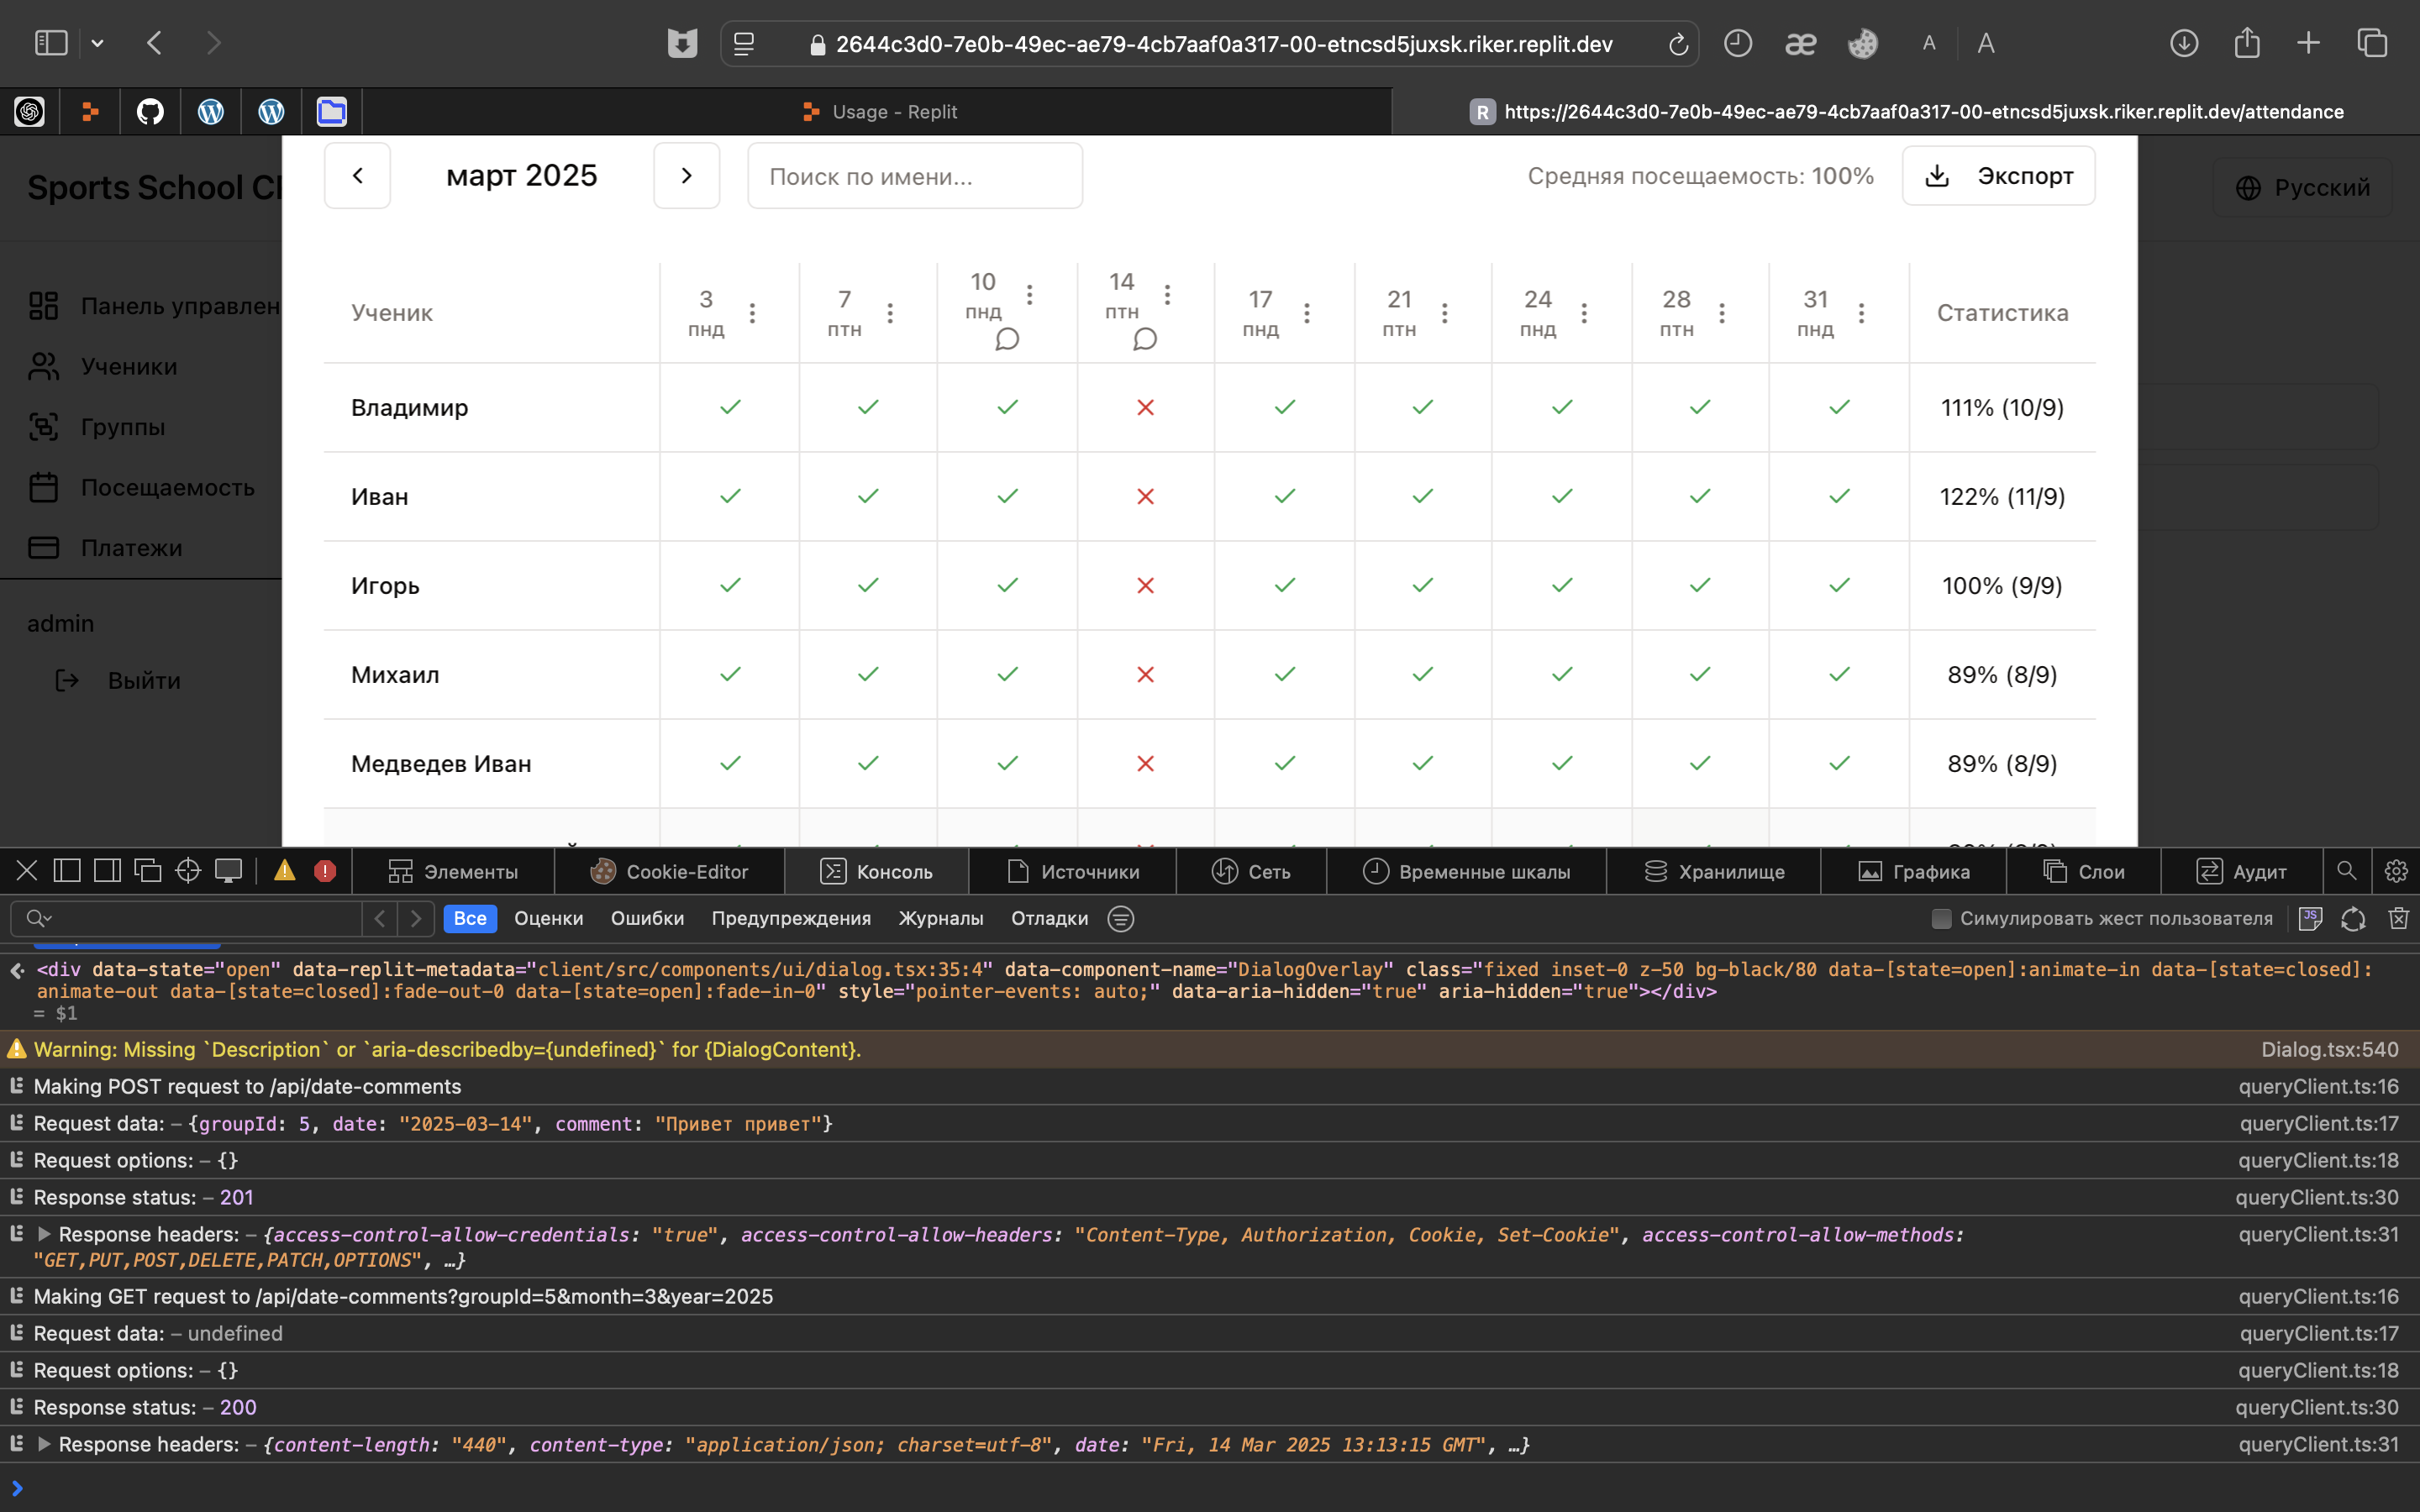 2644c3d0-7e0b-49ec-ae79-4cb7aaf0a317-00-etncsd5juxsk.riker.replit.dev
A A
Usage - Replit
R https://2644c3d0-7e0b-49ec-ae79-4cb7aaf0a317-00-etncsd5juxsk.riker.replit.dev/attendance
Sports School C
март 2025
Поиск по имени...
Средняя посещаемость: 100%
Экспорт
Русский
Панель управлен
Ученики
Группы
Посещаемость
Платежи
admin
Выйти
Ученик
3 пнд
7 птн
10 пнд
14 птн
17 пнд
21 птн
24 пнд
28 птн
31 пнд
Статистика
Владимир 111% (10/9)
Иван 122% (11/9)
Игорь 100% (9/9)
Михаил 89% (8/9)
Медведев Иван 89% (8/9)
Элементы
Cookie-Editor
Консоль
Источники
Сеть
Временные шкалы
Хранилище
Графика
Слои
Аудит
Все Оценки Ошибки Предупреждения Журналы Отладки
Симулировать жест пользователя
JS
<div data-state="open" data-replit-metadata="client/src/components/ui/dialog.tsx:35:4" data-component-name="DialogOverlay" class="fixed inset-0 z-50 bg-black/80 data-[state=open]:animate-in data-[state=closed]:
animate-out data-[state=closed]:fade-out-0 data-[state=open]:fade-in-0" style="pointer-events: auto;" data-aria-hidden="true" aria-hidden="true"></div>
= $1
Warning: Missing `Description` or `aria-describedby={undefined}` for {DialogContent}. Dialog.tsx:540
Making POST request to /api/date-comments queryClient.ts:16
Request data: – {groupId: 5, date: "2025-03-14", comment: "Привет привет"} queryClient.ts:17
Request options: – {} queryClient.ts:18
Response status: – 201 queryClient.ts:30
Response headers: – {access-control-allow-credentials: "true", access-control-allow-headers: "Content-Type, Authorization, Cookie, Set-Cookie", access-control-allow-methods: queryClient.ts:31
"GET,PUT,POST,DELETE,PATCH,OPTIONS", …}
Making GET request to /api/date-comments?groupId=5&month=3&year=2025 queryClient.ts:16
Request data: – undefined queryClient.ts:17
Request options: – {} queryClient.ts:18
Response status: – 200 queryClient.ts:30
Response headers: – {content-length: "440", content-type: "application/json; charset=utf-8", date: "Fri, 14 Mar 2025 13:13:15 GMT", …} queryClient.ts:31